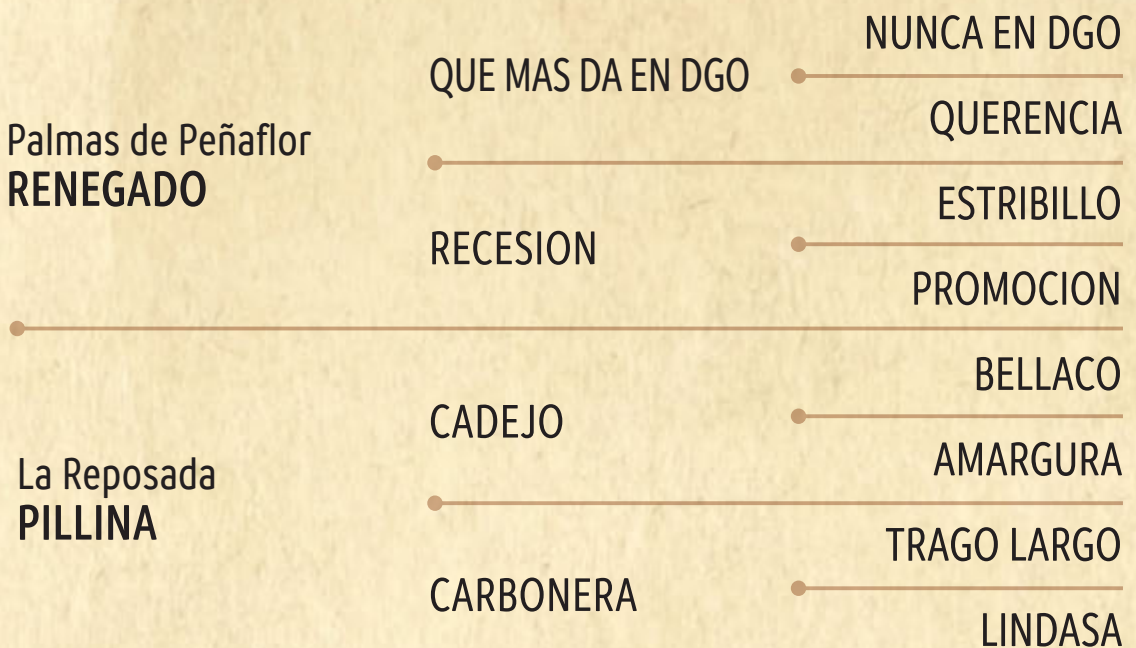 Palmas de Peñaflor
RENEGADO
QUE MAS DA EN DGO
NUNCA EN DGO
QUERENCIA
RECESION
ESTRIBILLO
PROMOCION
La Reposada
PILLINA
CADEJO
BELLACO
AMARGURA
CARBONERA
TRAGO LARGO
LINDASA